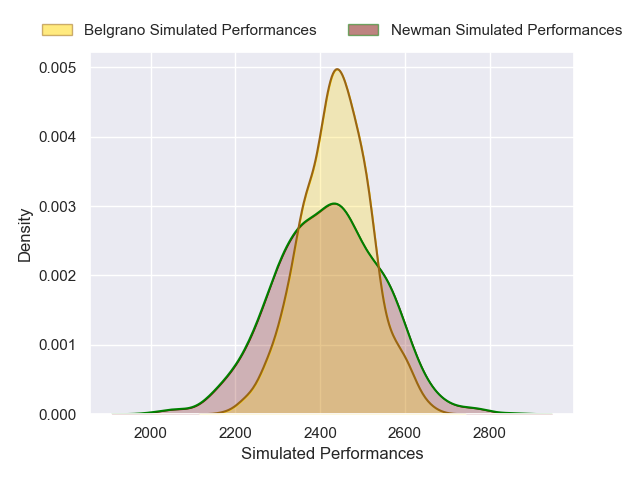 Belgrano Simulated Performances Newman Simulated Performances
0.005
0.004
0.003
0.002
0.001
0.000
Density
2000 2200 2400 2600 2800
Simulated Performances